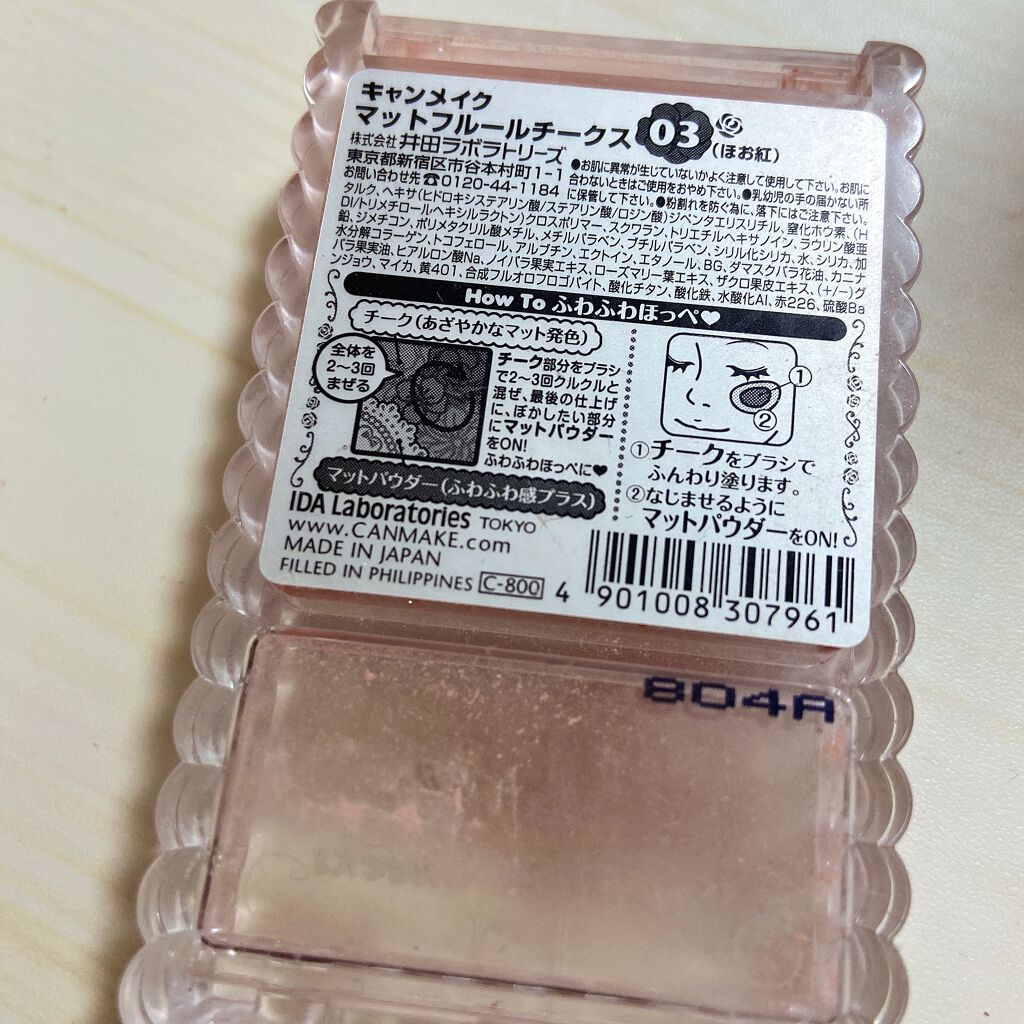 キャンメイク
マットフルールチークス 03 (ほお紅)
株式会社 井田ラボラトリーズ
東京都新宿区市谷本村町1-1
お問い合わせ先☎0120-44-1184
●お肌に異常が生じていないかよく注意して使用して下さい。お肌に
合わないときはご使用をおやめ下さい。●乳幼児の手の届かない所
に保管して下さい。●粉割れを防ぐ為に、落下にはご注意下さい。
タルク、ヘキサ(ヒドロキシステアリン酸/ステアリン酸/ロジン酸)ジペンタエリスリチル、窒化ホウ素、(H
DI/トリメチロールヘキシルラクトン)クロスポリマー、スクワラン、トリエチルヘキサノイン、ラウリン酸亜
鉛、ジメチコン、ポリメタクリル酸メチル、メチルパラベン、ブチルパラベン、シリル化シリカ、水、シリカ、加
水分解コラーゲン、トコフェロール、アルブチン、エクトイン、エタノール、BG、ダマスクバラ花油、カニナ
バラ果実油、ヒアルロン酸Na、ノイバラ果実エキス、ローズマリー葉エキス、ザクロ果皮エキス、(+/−)グ
ンジョウ、マイカ、黄401、合成フルオロフロゴパイト、酸化チタン、酸化鉄、水酸化Al、赤226、硫酸Ba
How To ふわふわほっぺ♥
チーク(あざやかなマット発色)
全体を
2〜3回
まぜる
チーク部分をブラシ
で2〜3回クルクルと
混ぜ、最後の仕上げ
に、ぼかしたい部分
にマットパウダー
をON!
ふわふわほっぺに♥
マットパウダー(ふわふわ感プラス)
①
②
①チークをブラシで
ふんわり塗ります。
②なじませるように
マットパウダーをON!
IDA Laboratories TOKYO
www.CANMAKE.com
MADE IN JAPAN
FILLED IN PHILIPPINES C-800
4 901008 307961
804A